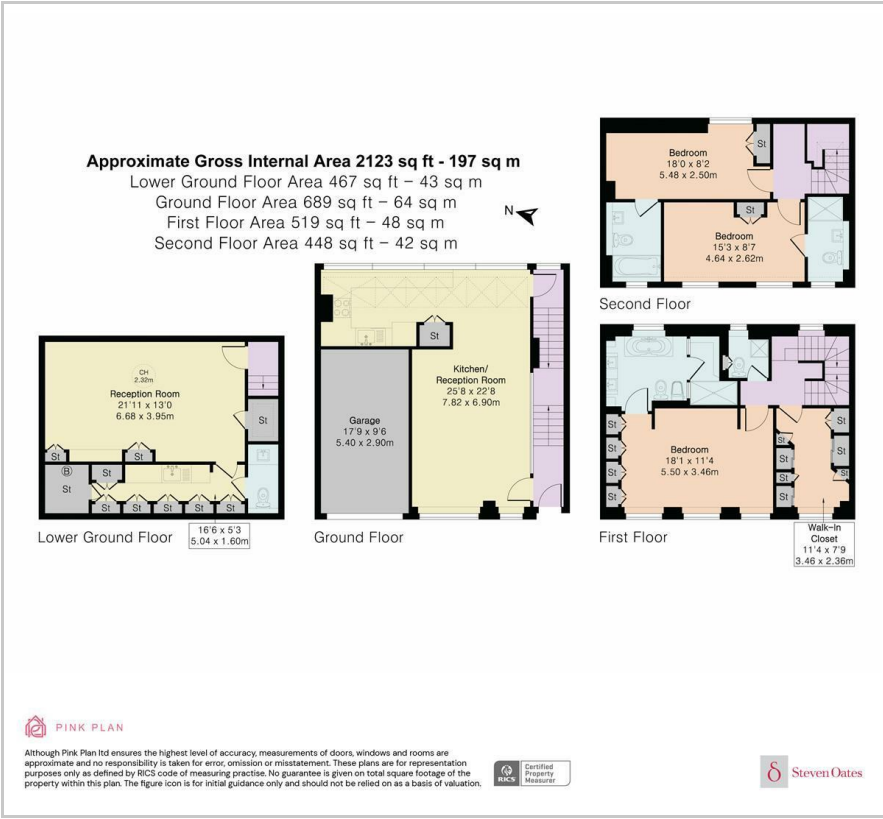 Approximate Gross Internal Area 2123 sq ft - 197 sq m
Lower Ground Floor Area 467 sq ft – 43 sq m
Ground Floor Area 689 sq ft – 64 sq m
First Floor Area 519 sq ft – 48 sq m
Second Floor Area 448 sq ft – 42 sq m
N
Bedroom
18'0 x 8'2
5.48 x 2.50m
St
St
Bedroom
15'3 x 8'7
4.64 x 2.62m
Second Floor
CH
2.32m
Reception Room
21'11 x 13'0
6.68 x 3.95m
St
St
St
B
St
St
St
St
St
St
St
Lower Ground Floor
16'6 x 5'3
5.04 x 1.60m
St
Kitchen/
Reception Room
25'8 x 22'8
7.82 x 6.90m
Garage
17'9 x 9'6
5.40 x 2.90m
Ground Floor
Bedroom
18'1 x 11'4
5.50 x 3.46m
St
St
St
St
St
St
St
St
St
St
St
First Floor
Walk-In
Closet
11'4 x 7'9
3.46 x 2.36m
PINK PLAN
Although Pink Plan ltd ensures the highest level of accuracy, measurements of doors, windows and rooms are
approximate and no responsibility is taken for error, omission or misstatement. These plans are for representation
purposes only as defined by RICS code of measuring practise. No guarantee is given on total square footage of the
property within this plan. The figure icon is for initial guidance only and should not be relied on as a basis of valuation.
RICS
Certified
Property
Measurer
Steven Oates